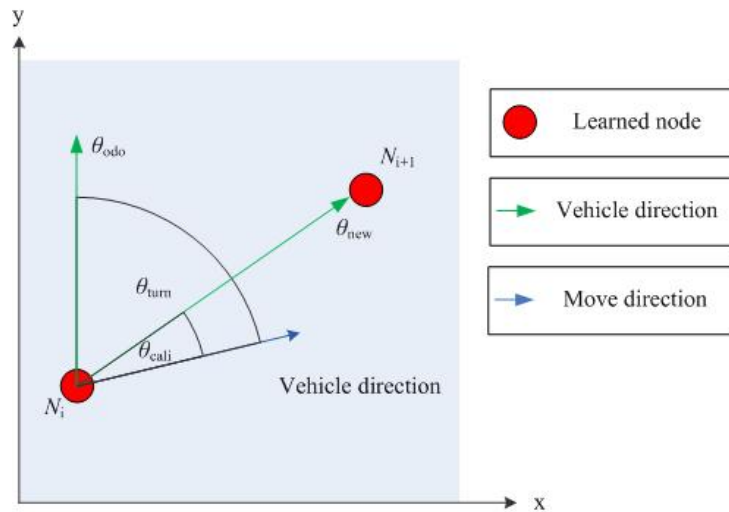 y
θodo
Ni+1
θnew
θturn
θcali
Vehicle direction
Ni
x
Learned node
Vehicle direction
Move direction